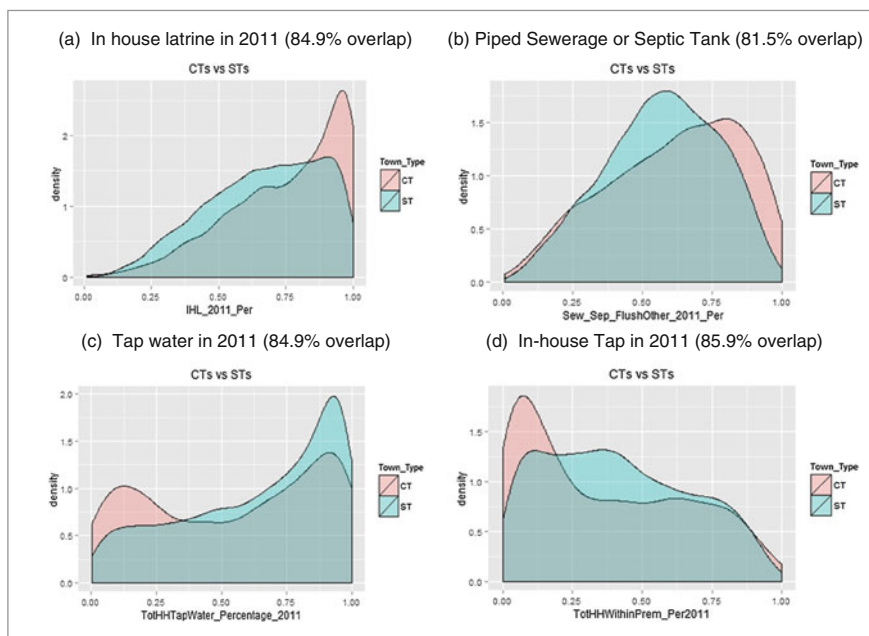 (a) In house latrine in 2011 (84.9% overlap)
CTs vs STs
density
2
1
0
0.00 0.25 0.50 0.75 1.00
IHL_2011_Per
Town_Type
CT
ST
(b) Piped Sewerage or Septic Tank (81.5% overlap)
CTs vs STs
density
1.5
1.0
0.5
0.0
0.00 0.25 0.50 0.75 1.00
Sew_Sep_FlushOther_2011_Per
Town_Type
CT
ST
(c) Tap water in 2011 (84.9% overlap)
CTs vs STs
density
2.0
1.5
1.0
0.5
0.0
0.00 0.25 0.50 0.75 1.00
TotHHTapWater_Percentage_2011
Town_Type
CT
ST
(d) In-house Tap in 2011 (85.9% overlap)
CTs vs STs
density
1.5
1.0
0.5
0.0
0.00 0.25 0.50 0.75 1.00
TotHHWithinPrem_Per2011
Town_Type
CT
ST